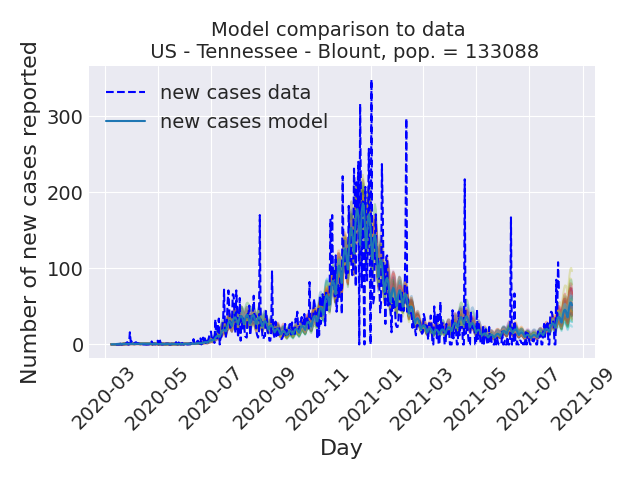 Model comparison to data
US - Tennessee - Blount, pop. = 133088
Number of new cases reported
300
200
100
0
new cases data
new cases model
2020-03
2020-05
2020-07
2020-09
2020-11
2021-01
2021-03
2021-05
2021-07
2021-09
Day